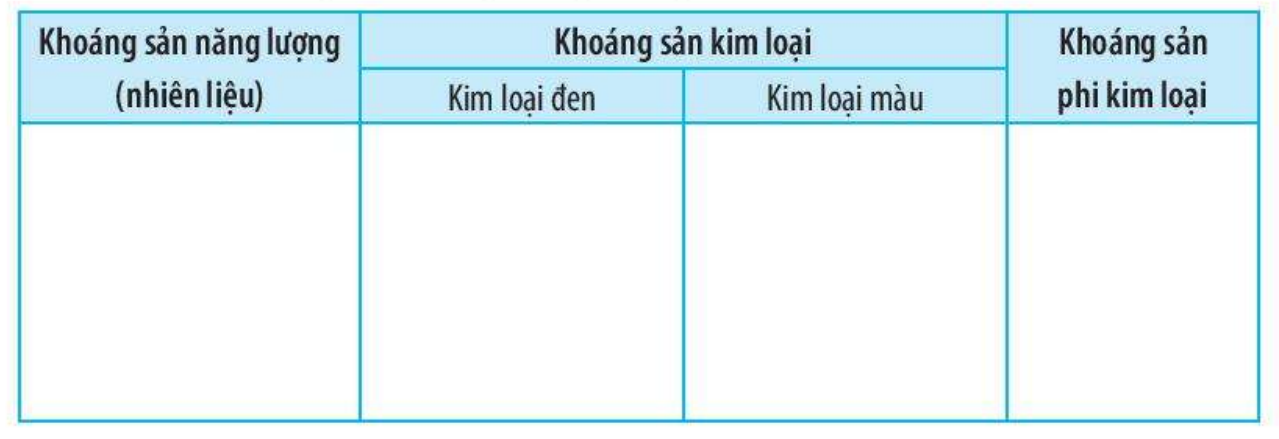 Khoáng sản năng lượng
(nhiên liệu)
Khoáng sản kim loại
Kim loại đen
Kim loại màu
Khoáng sản
phi kim loại